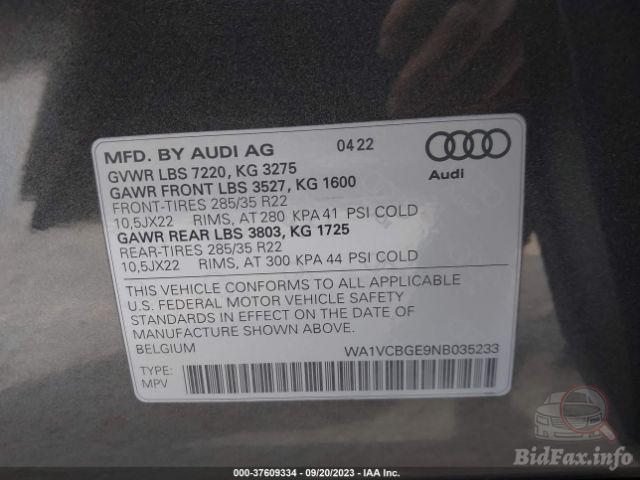 MFD. BY AUDI AG 0422
GVWR LBS 7220, KG 3275
GAWR FRONT LBS 3527, KG 1600
FRONT-TIRES 285/35 R22
10,5JX22 RIMS, AT 280 KPA 41 PSI COLD
GAWR REAR LBS 3803, KG 1725
REAR-TIRES 285/35 R22
10,5JX22 RIMS, AT 300 KPA 44 PSI COLD
Audi
THIS VEHICLE CONFORMS TO ALL APPLICABLE
U.S. FEDERAL MOTOR VEHICLE SAFETY
STANDARDS IN EFFECT ON THE DATE OF
MANUFACTURE SHOWN ABOVE.
BELGIUM WA1VCBGE9NB035233
TYPE:
MPV
BidFax.info
000-37609334 - 09/20/2023 - IAA Inc.